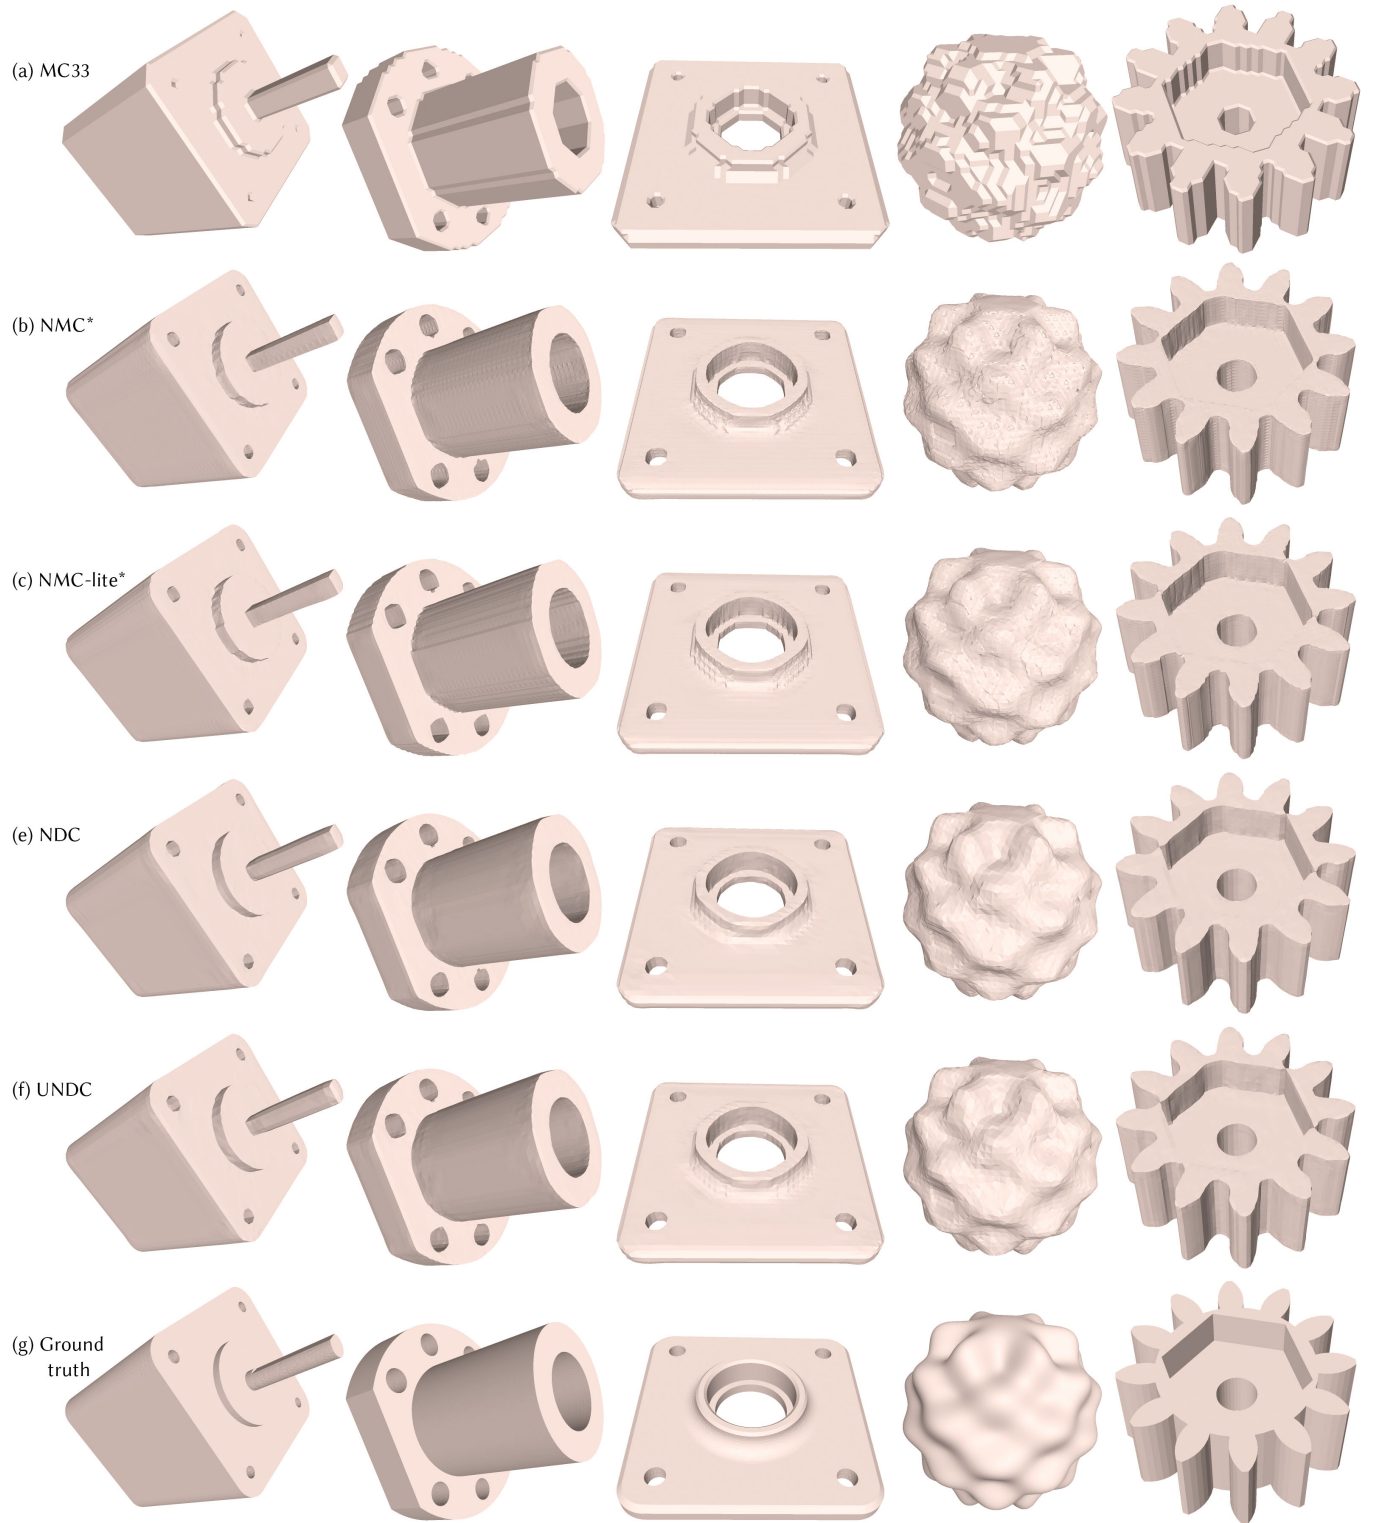 (a) MC33
(b) NMC*
(c) NMC-lite*
(e) NDC
(f) UNDC
(g) Ground
truth